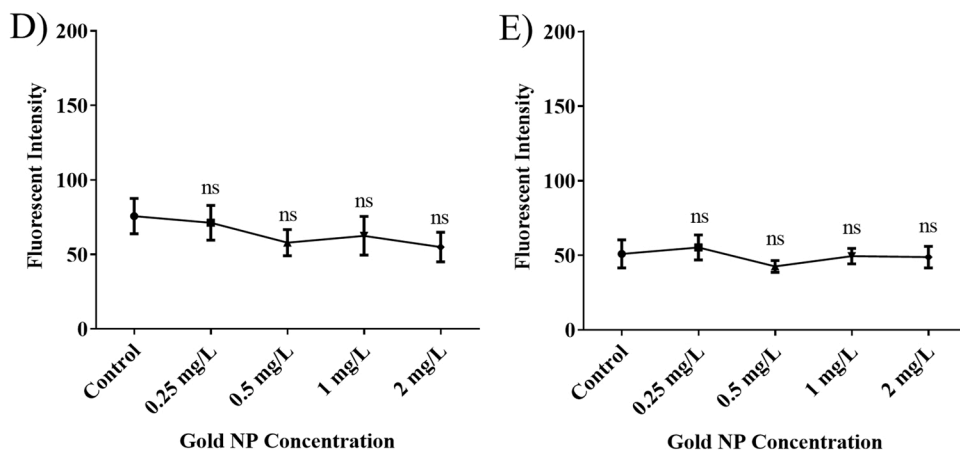 D)
Fluorescent Intensity
200
150
100
50
0
ns
ns
ns
ns
Control
0.25 mg/L
0.5 mg/L
1 mg/L
2 mg/L
Gold NP Concentration
E)
Fluorescent Intensity
200
150
100
50
0
ns
ns
ns
ns
Control
0.25 mg/L
0.5 mg/L
1 mg/L
2 mg/L
Gold NP Concentration